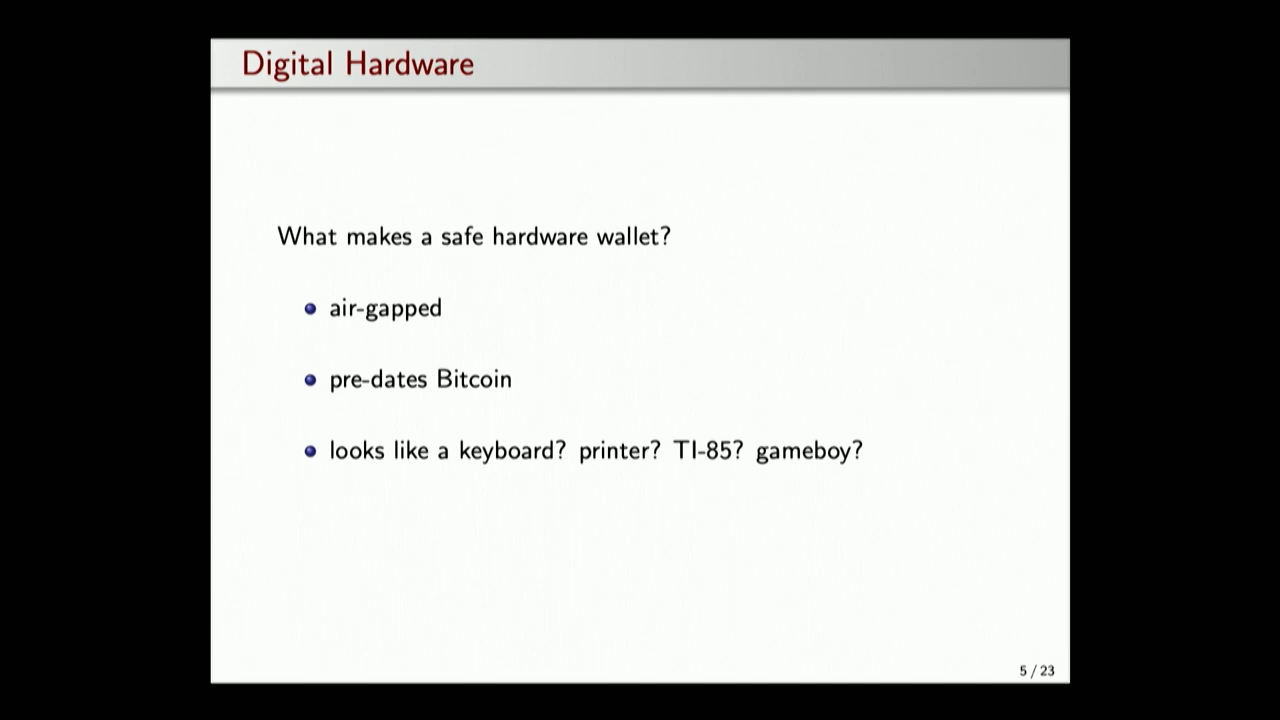 Digital Hardware
What makes a safe hardware wallet?
air-gapped
pre-dates Bitcoin
looks like a keyboard? printer? TI-85? gameboy?
5 / 23